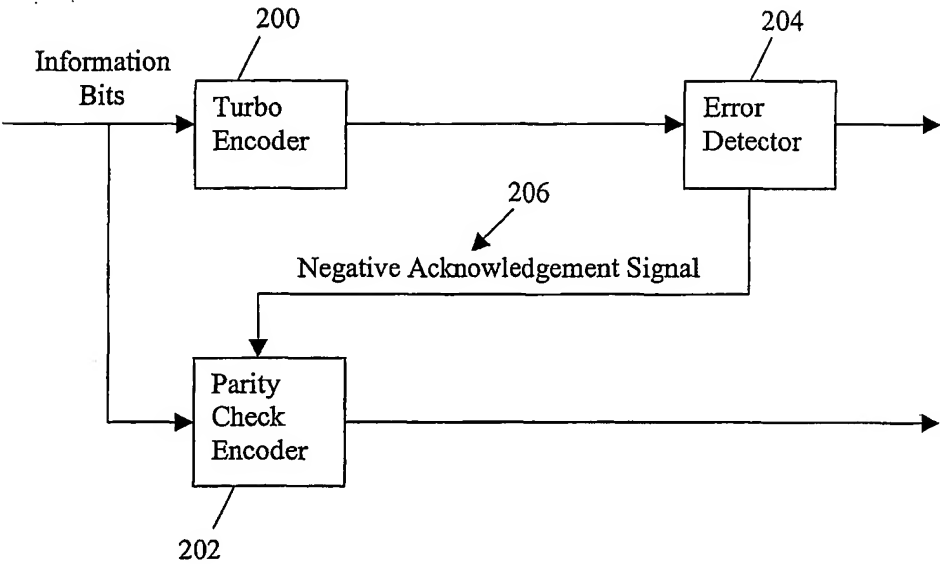 200
204
Information
Bits
Turbo
Encoder
Error
Detector
206
Negative Acknowledgement Signal
Parity
Check
Encoder
202